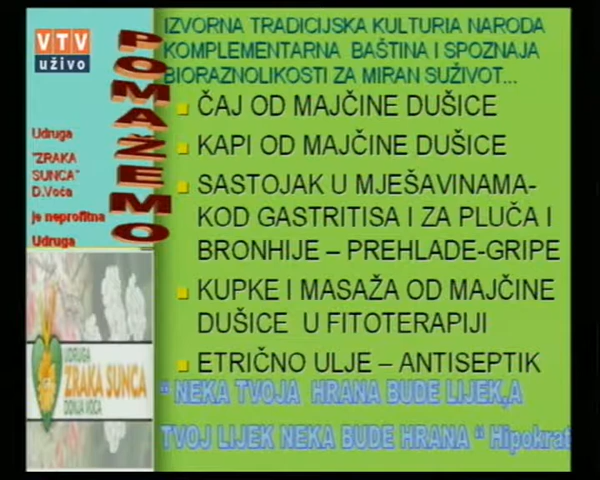 VTV
uživo
POMAŽEMO
IZVORNA TRADICIJSKA KULTURIA NARODA
KOMPLEMENTARNA BAŠTINA I SPOZNAJA
BIORAZNOLIKOSTI ZA MIRAN SUŽIVOT...
ČAJ OD MAJČINE DUŠICE
KAPI OD MAJČINE DUŠICE
SASTOJAK U MJEŠAVINAMA-
KOD GASTRITISA I ZA PLUČA I
BRONHIJE – PREHLADE-GRIPE
KUPKE I MASAŽA OD MAJČINE
DUŠICE U FITOTERAPIJI
ETRIČNO ULJE – ANTISEPTIK
“ NEKA TVOJA HRANA BUDE LIJEK,A
TVOJ LIJEK NEKA BUDE HRANA “ Hipokrat
Udruga
"ZRAKA
SUNCA"
D.Voća
je neprofitna
Udruga
UDRUGA
ZRAKA SUNCA
DONJA VOĆA